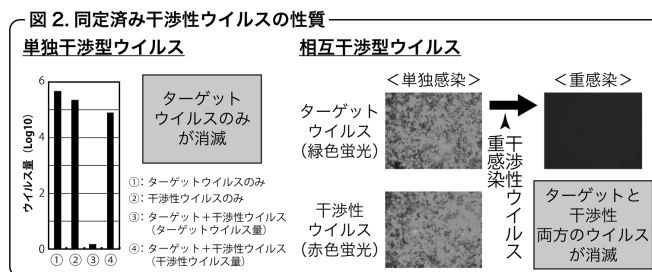 図 2. 同定済み干渉性ウイルスの性質
単独干渉型ウイルス
ウイルス量 (Log10)
6
4
2
0
① ② ③ ④
ターゲット
ウイルスのみ
が消滅
①: ターゲットウイルスのみ
②: 干渉性ウイルスのみ
③: ターゲット＋干渉性ウイルス
(ターゲットウイルス量)
④: ターゲット＋干渉性ウイルス
(干渉性ウイルス量)
相互干渉型ウイルス
＜単独感染＞
＜重感染＞
ターゲット
ウイルス
(緑色蛍光)
干渉性
ウイルス
(赤色蛍光)
干渉性ウイルス
重感染
ターゲットと
干渉性
両方のウイルス
が消滅